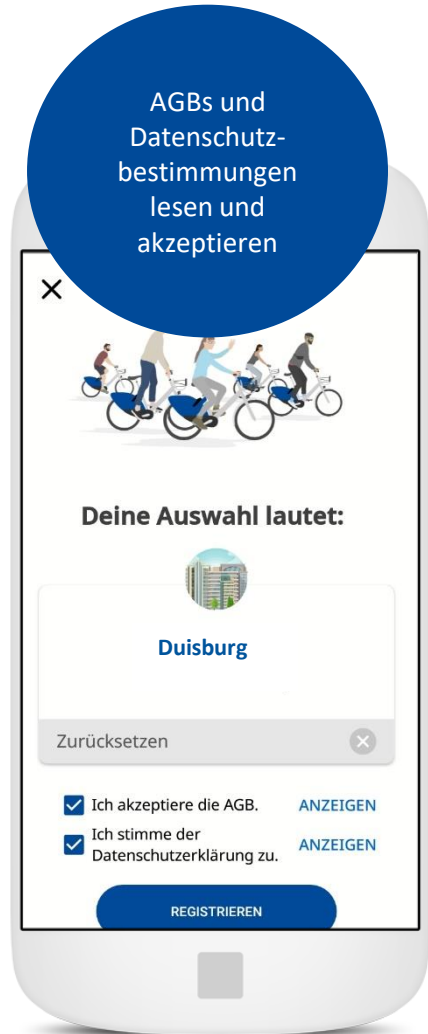 AGBs und
Datenschutz-
bestimmungen
lesen und
akzeptieren
Deine Auswahl lautet:
Duisburg
Zurücksetzen
Ich akzeptiere die AGB. ANZEIGEN
Ich stimme der
Datenschutzerklärung zu. ANZEIGEN
REGISTRIEREN